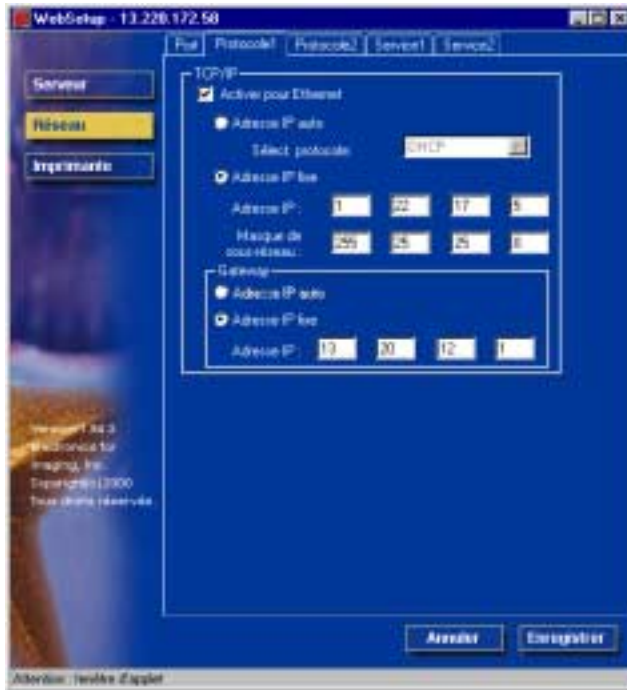 WebSetup - 13.220.172.58
Port Protocole1 Protocole2 Service1 Service2
Serveur
Réseau
Imprimante
TCP/IP
Activer pour Ethernet
Adresse IP auto
Sélect. protocole DHCP
Adresse IP fixe
Adresse IP : 1 22 17 5
Masque de
sous-réseau : 255 25 25 0
Gateway
Adresse IP auto
Adresse IP fixe
Adresse IP : 13 20 12 1
Electronics for
Imaging, Inc.
Copyright (c) 2000
Tous droits réservés
Annuler Enregistrer
Attention : fenêtre d'applet